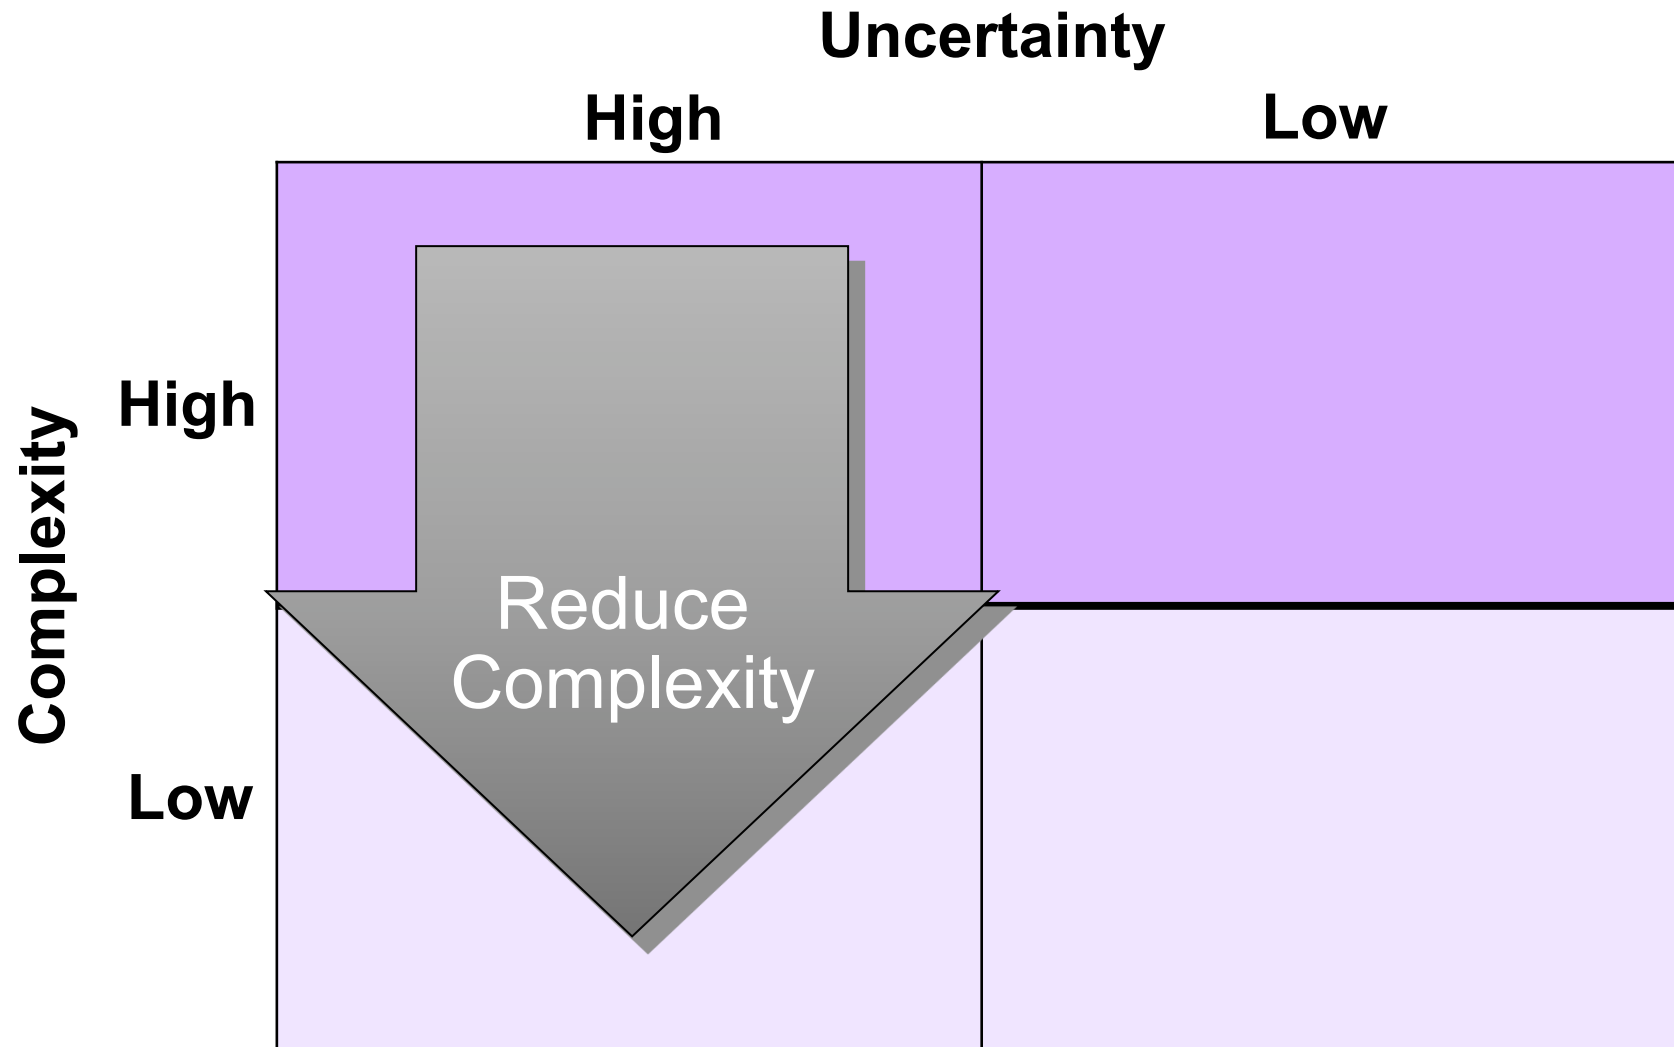 Uncertainty
High
Low
Complexity
High
Reduce
Complexity
Low